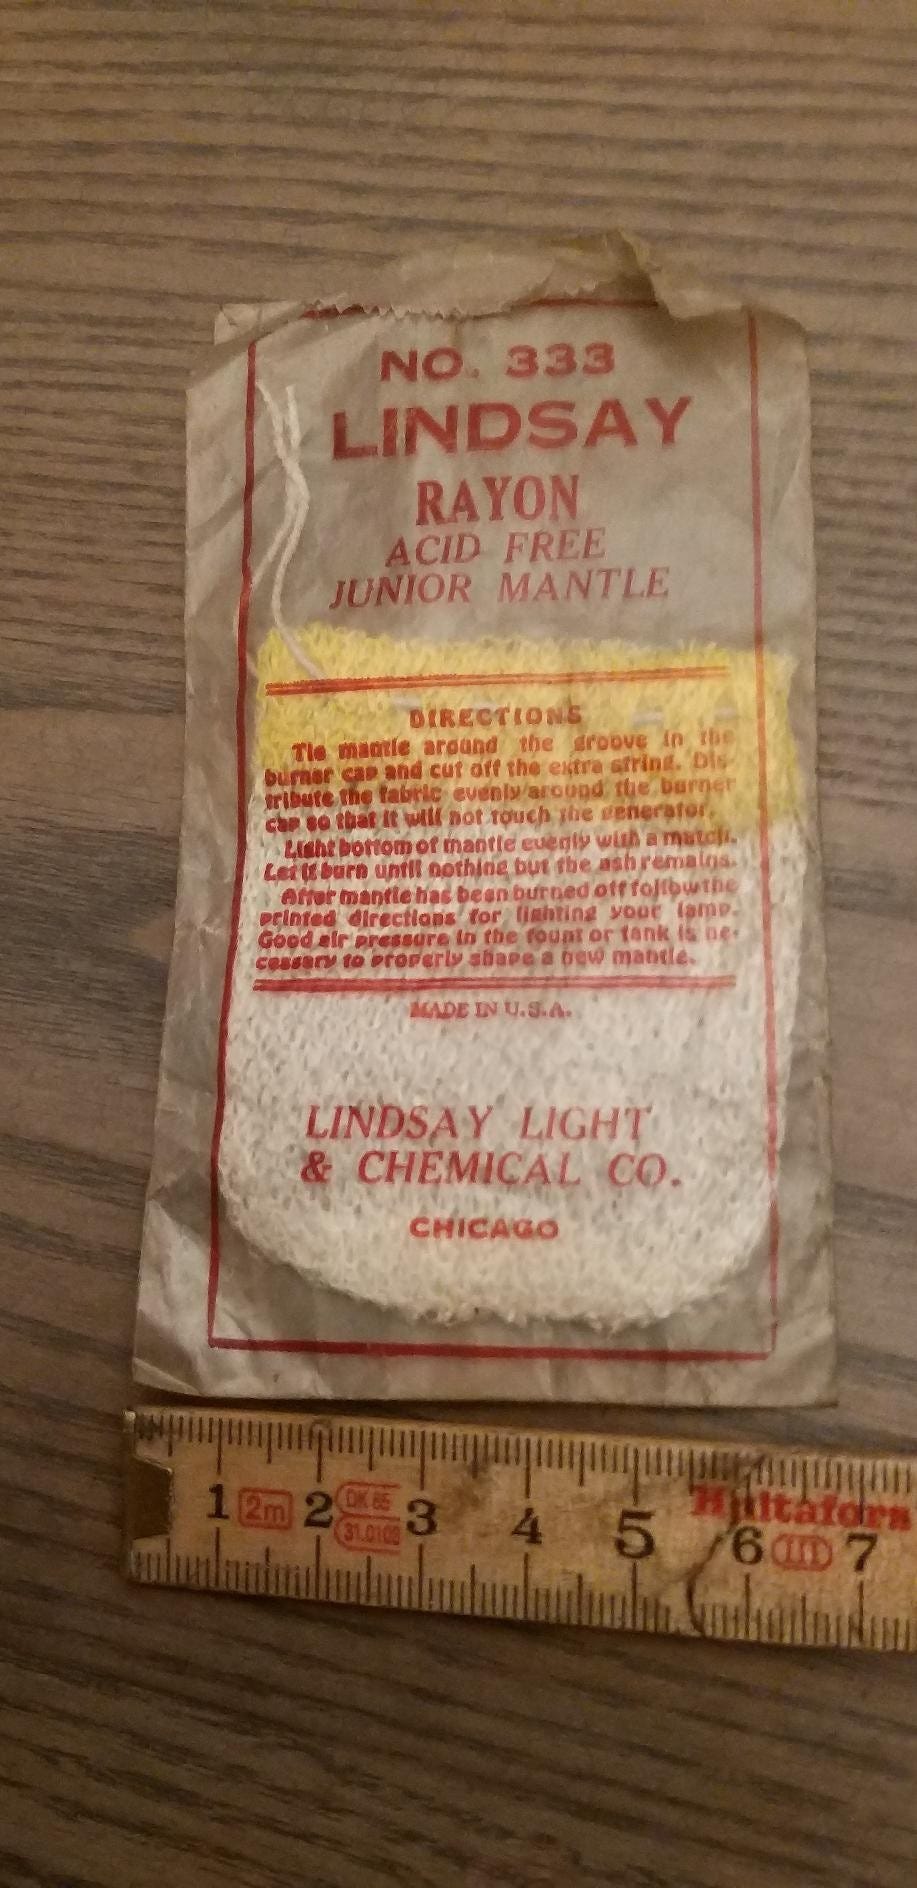 NO. 333
LINDSAY
RAYON
ACID FREE
JUNIOR MANTLE
DIRECTIONS
Tie mantle around the groove in the
burner cap and cut off the extra string. Dis-
tribute the fabric evenly around the burner
cap so that it will not touch the generator.
Light bottom of mantle evenly with a match.
Let it burn until nothing but the ash remains.
After mantle has been burned off follow the
printed directions for lighting your lamp.
Good air pressure in the fount or tank is ne-
cessary to properly shape a new mantle.
MADE IN U.S.A.
LINDSAY LIGHT
& CHEMICAL CO.
CHICAGO
1 2m 2 DK 65 3 4 5 6 III 7
31.0108
Hultafors